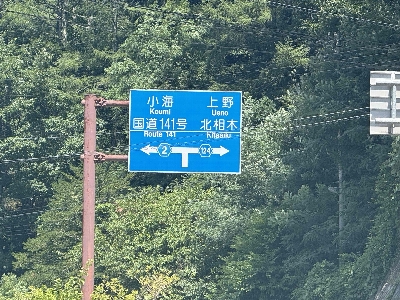 小海 上野
Koumi Ueno
国道141号 北相木
Route 141 Kitaaiki
2 124